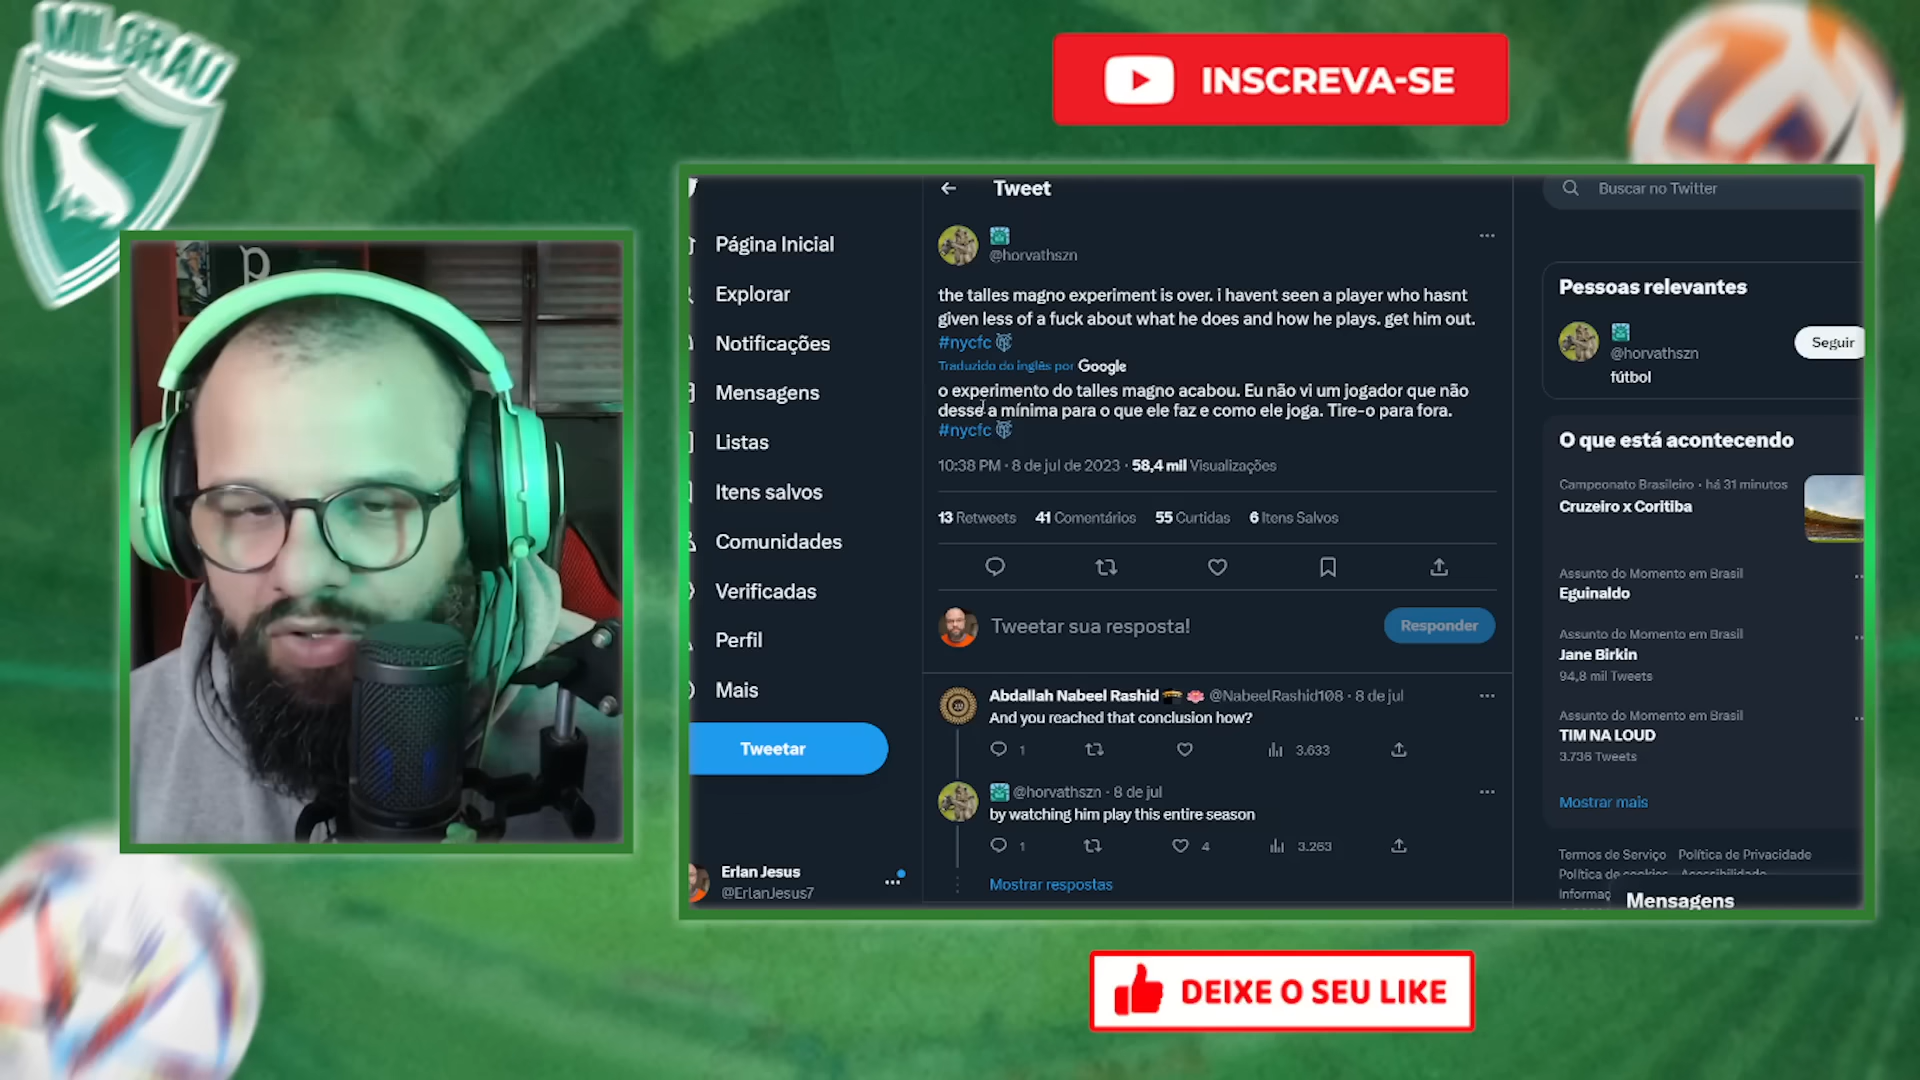 MIL GRAU
INSCREVA-SE
Tweet
Buscar no Twitter
Página Inicial
Explorar
Notificações
Mensagens
Listas
Itens salvos
Comunidades
Verificadas
Perfil
Mais
Tweetar
Erlan Jesus
@ErlanJesus7
@horvathszn
the talles magno experiment is over. i havent seen a player who hasnt
given less of a fuck about what he does and how he plays. get him out.
#nycfc
Traduzido do inglês por Google
o experimento do talles magno acabou. Eu não vi um jogador que não
desse a mínima para o que ele faz e como ele joga. Tire-o para fora.
#nycfc
10:38 PM · 8 de jul de 2023 · 58,4 mil Visualizações
13 Retweets 41 Comentários 55 Curtidas 6 Itens Salvos
Tweetar sua resposta!
Responder
Abdallah Nabeel Rashid @NabeelRashid108 · 8 de jul
And you reached that conclusion how?
1 3.633
@horvathszn · 8 de jul
by watching him play this entire season
1 4 3.263
Mostrar respostas
Pessoas relevantes
@horvathszn
Seguir
fútbol
O que está acontecendo
Campeonato Brasileiro · há 31 minutos
Cruzeiro x Coritiba
Assunto do Momento em Brasil
Eguinaldo
Assunto do Momento em Brasil
Jane Birkin
94,8 mil Tweets
Assunto do Momento em Brasil
TIM NA LOUD
3.736 Tweets
Mostrar mais
Termos de Serviço Política de Privacidade
Política de cookies Acessibilidade
Informaç
Mensagens
DEIXE O SEU LIKE